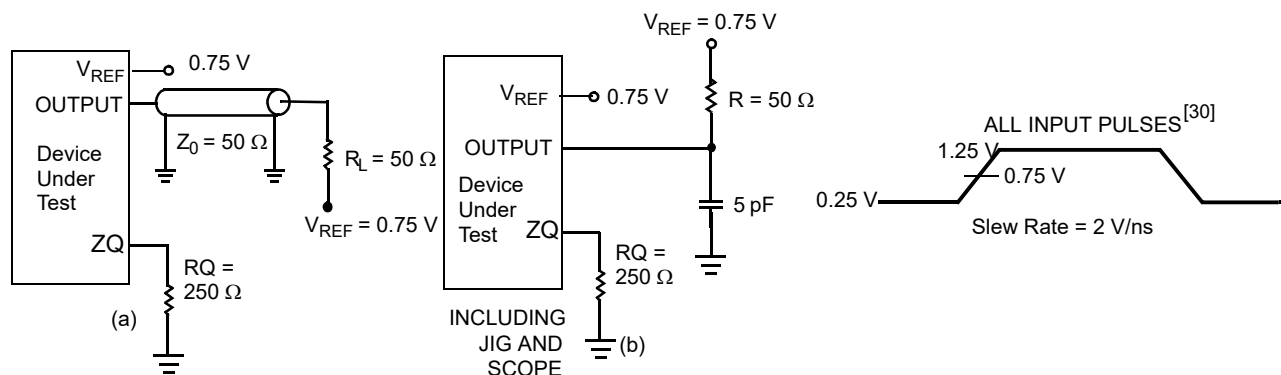 V_REF 0.75 V
OUTPUT
Z_0 = 50 Ω
Device
Under
Test
R_L = 50 Ω
V_REF = 0.75 V
ZQ
RQ =
250 Ω
(a)
V_REF = 0.75 V
R = 50 Ω
V_REF 0.75 V
OUTPUT
Device
Under
Test
5 pF
ZQ
RQ =
250 Ω
INCLUDING
JIG AND
SCOPE
(b)
ALL INPUT PULSES[30]
1.25 V
0.75 V
0.25 V
Slew Rate = 2 V/ns